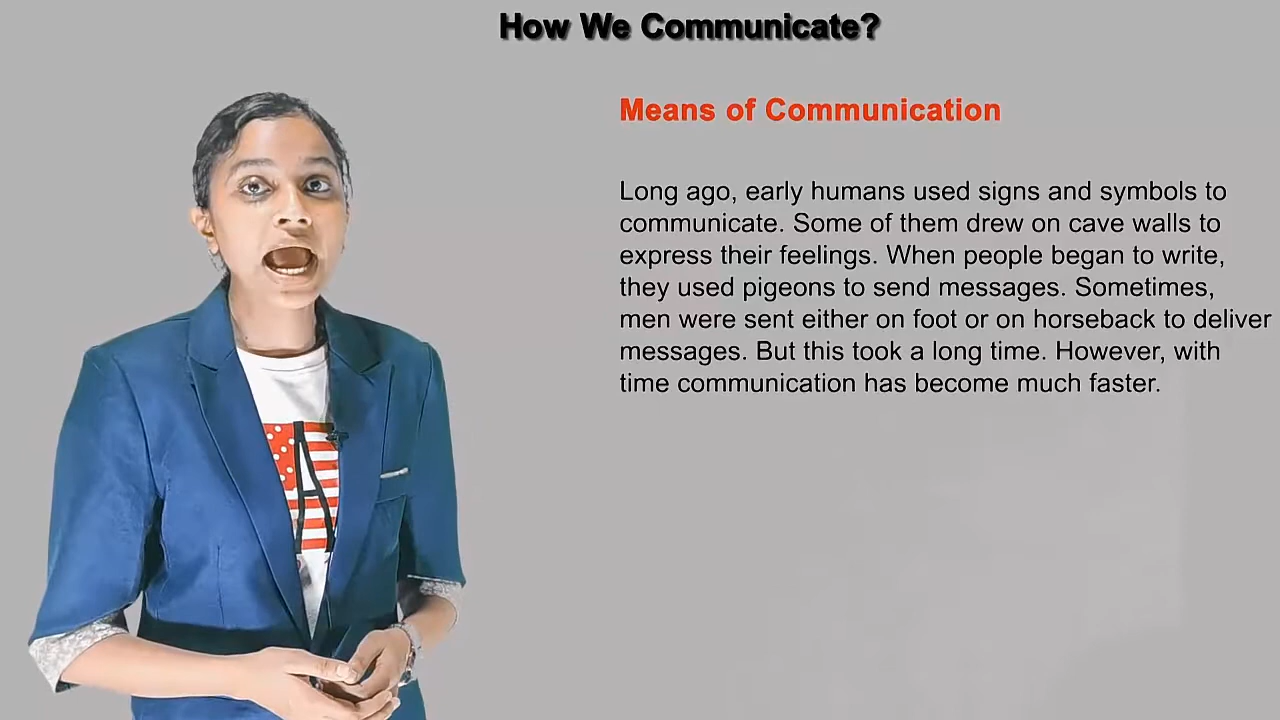 How We Communicate?
Means of Communication
Long ago, early humans used signs and symbols to
communicate. Some of them drew on cave walls to
express their feelings. When people began to write,
they used pigeons to send messages. Sometimes,
men were sent either on foot or on horseback to deliver
messages. But this took a long time. However, with
time communication has become much faster.